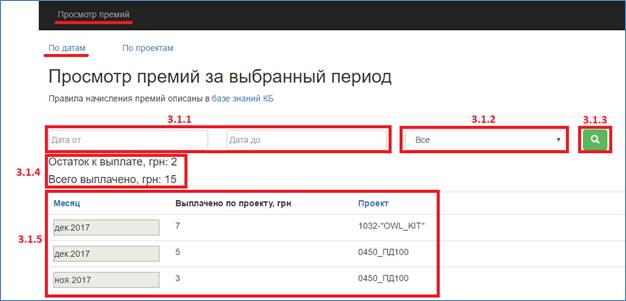 Просмотр премий
По датам По проектам
Просмотр премий за выбранный период
Правила начисления премий описаны в базе знаний КБ
3.1.1 3.1.2 3.1.3
Дата от Дата до Все
3.1.4
Остаток к выплате, грн: 2
Всего выплачено, грн: 15
3.1.5
Месяц Выплачено по проекту, грн Проект
дек.2017 7 1032-"OWL_KIT"
дек.2017 5 0450_ПД100
ноя.2017 3 0450_ПД100